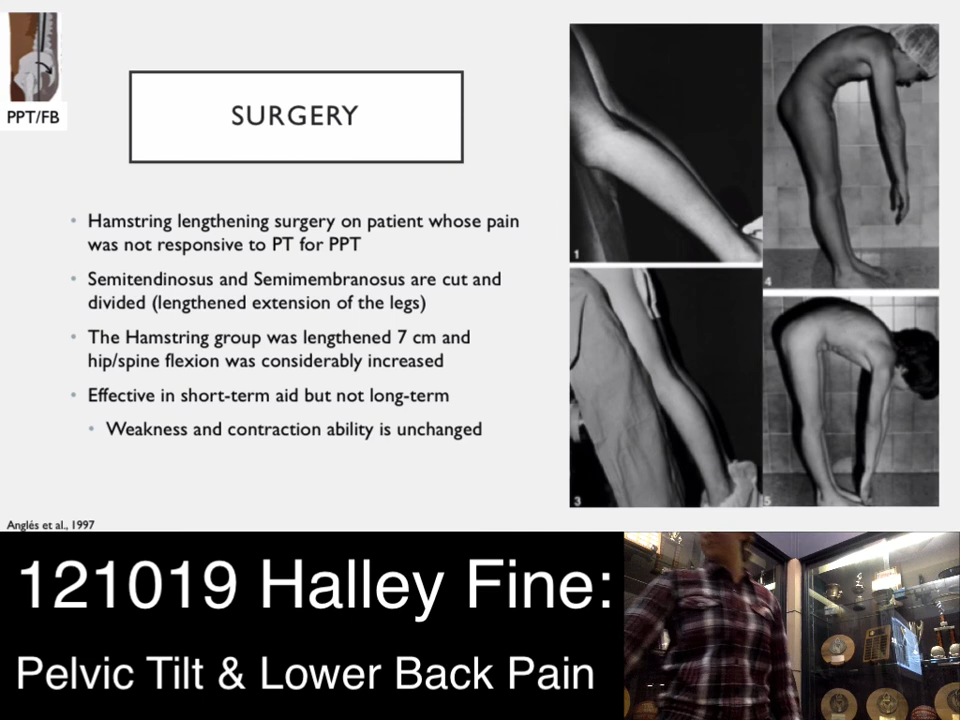 PPT/FB
SURGERY
• Hamstring lengthening surgery on patient whose pain
was not responsive to PT for PPT
• Semitendinosus and Semimembranosus are cut and
divided (lengthened extension of the legs)
• The Hamstring group was lengthened 7 cm and
hip/spine flexion was considerably increased
• Effective in short-term aid but not long-term
• Weakness and contraction ability is unchanged
1
4
3
5
Anglés et al., 1997
121019 Halley Fine:
Pelvic Tilt & Lower Back Pain